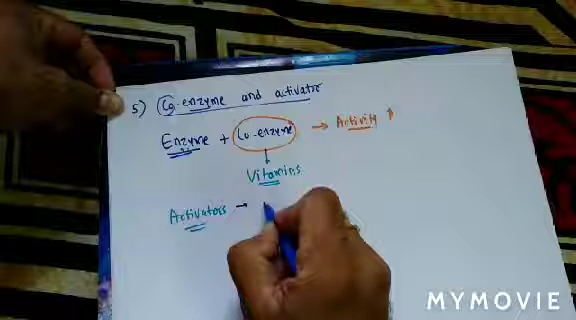 5) Co-enzyme and activator
Enzyme + Co-enzyme → Activity ↑
↓
Vitamins
Activators →
MYMOVIE